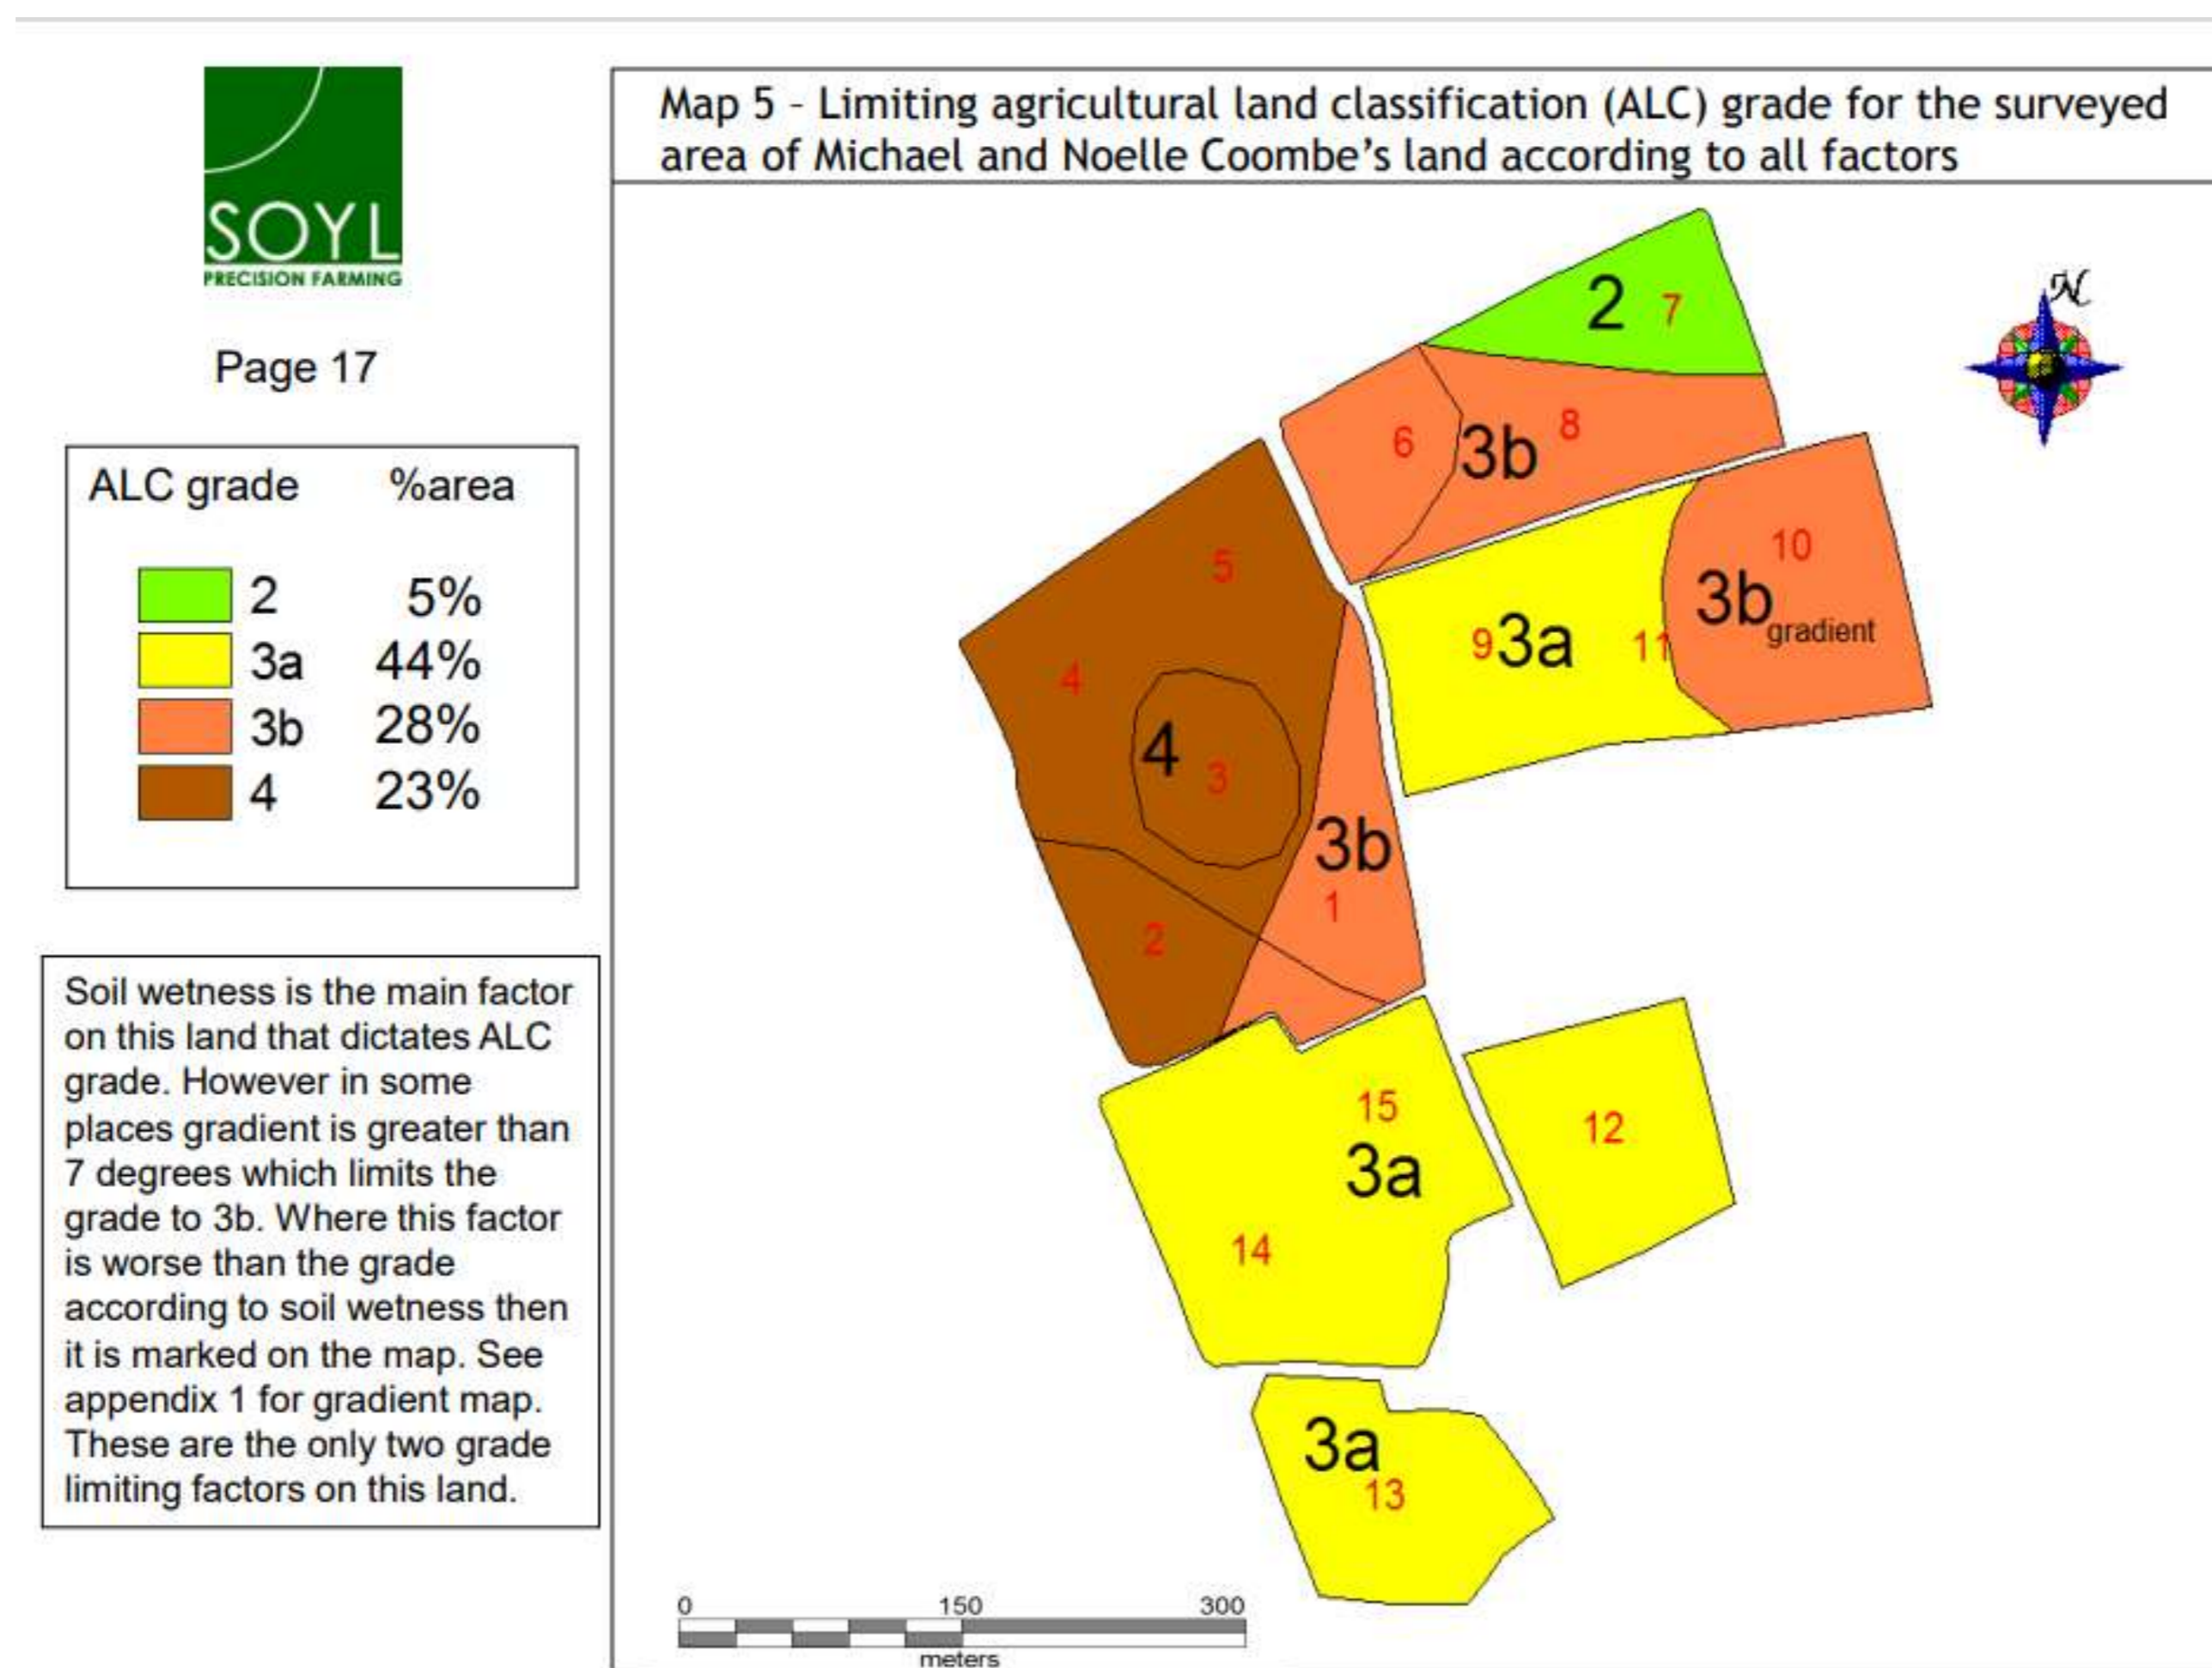 SOYL
PRECISION FARMING
Page 17
Map 5 – Limiting agricultural land classification (ALC) grade for the surveyed
area of Michael and Noelle Coombe’s land according to all factors
ALC grade %area
2 5%
3a 44%
3b 28%
4 23%
Soil wetness is the main factor
on this land that dictates ALC
grade. However in some
places gradient is greater than
7 degrees which limits the
grade to 3b. Where this factor
is worse than the grade
according to soil wetness then
it is marked on the map. See
appendix 1 for gradient map.
These are the only two grade
limiting factors on this land.
N
2 7
6 3b 8
5
10
4
9 3a 11 3b
gradient
4 3
3b
1
2
15
12
3a
14
3a
13
0 150 300
meters